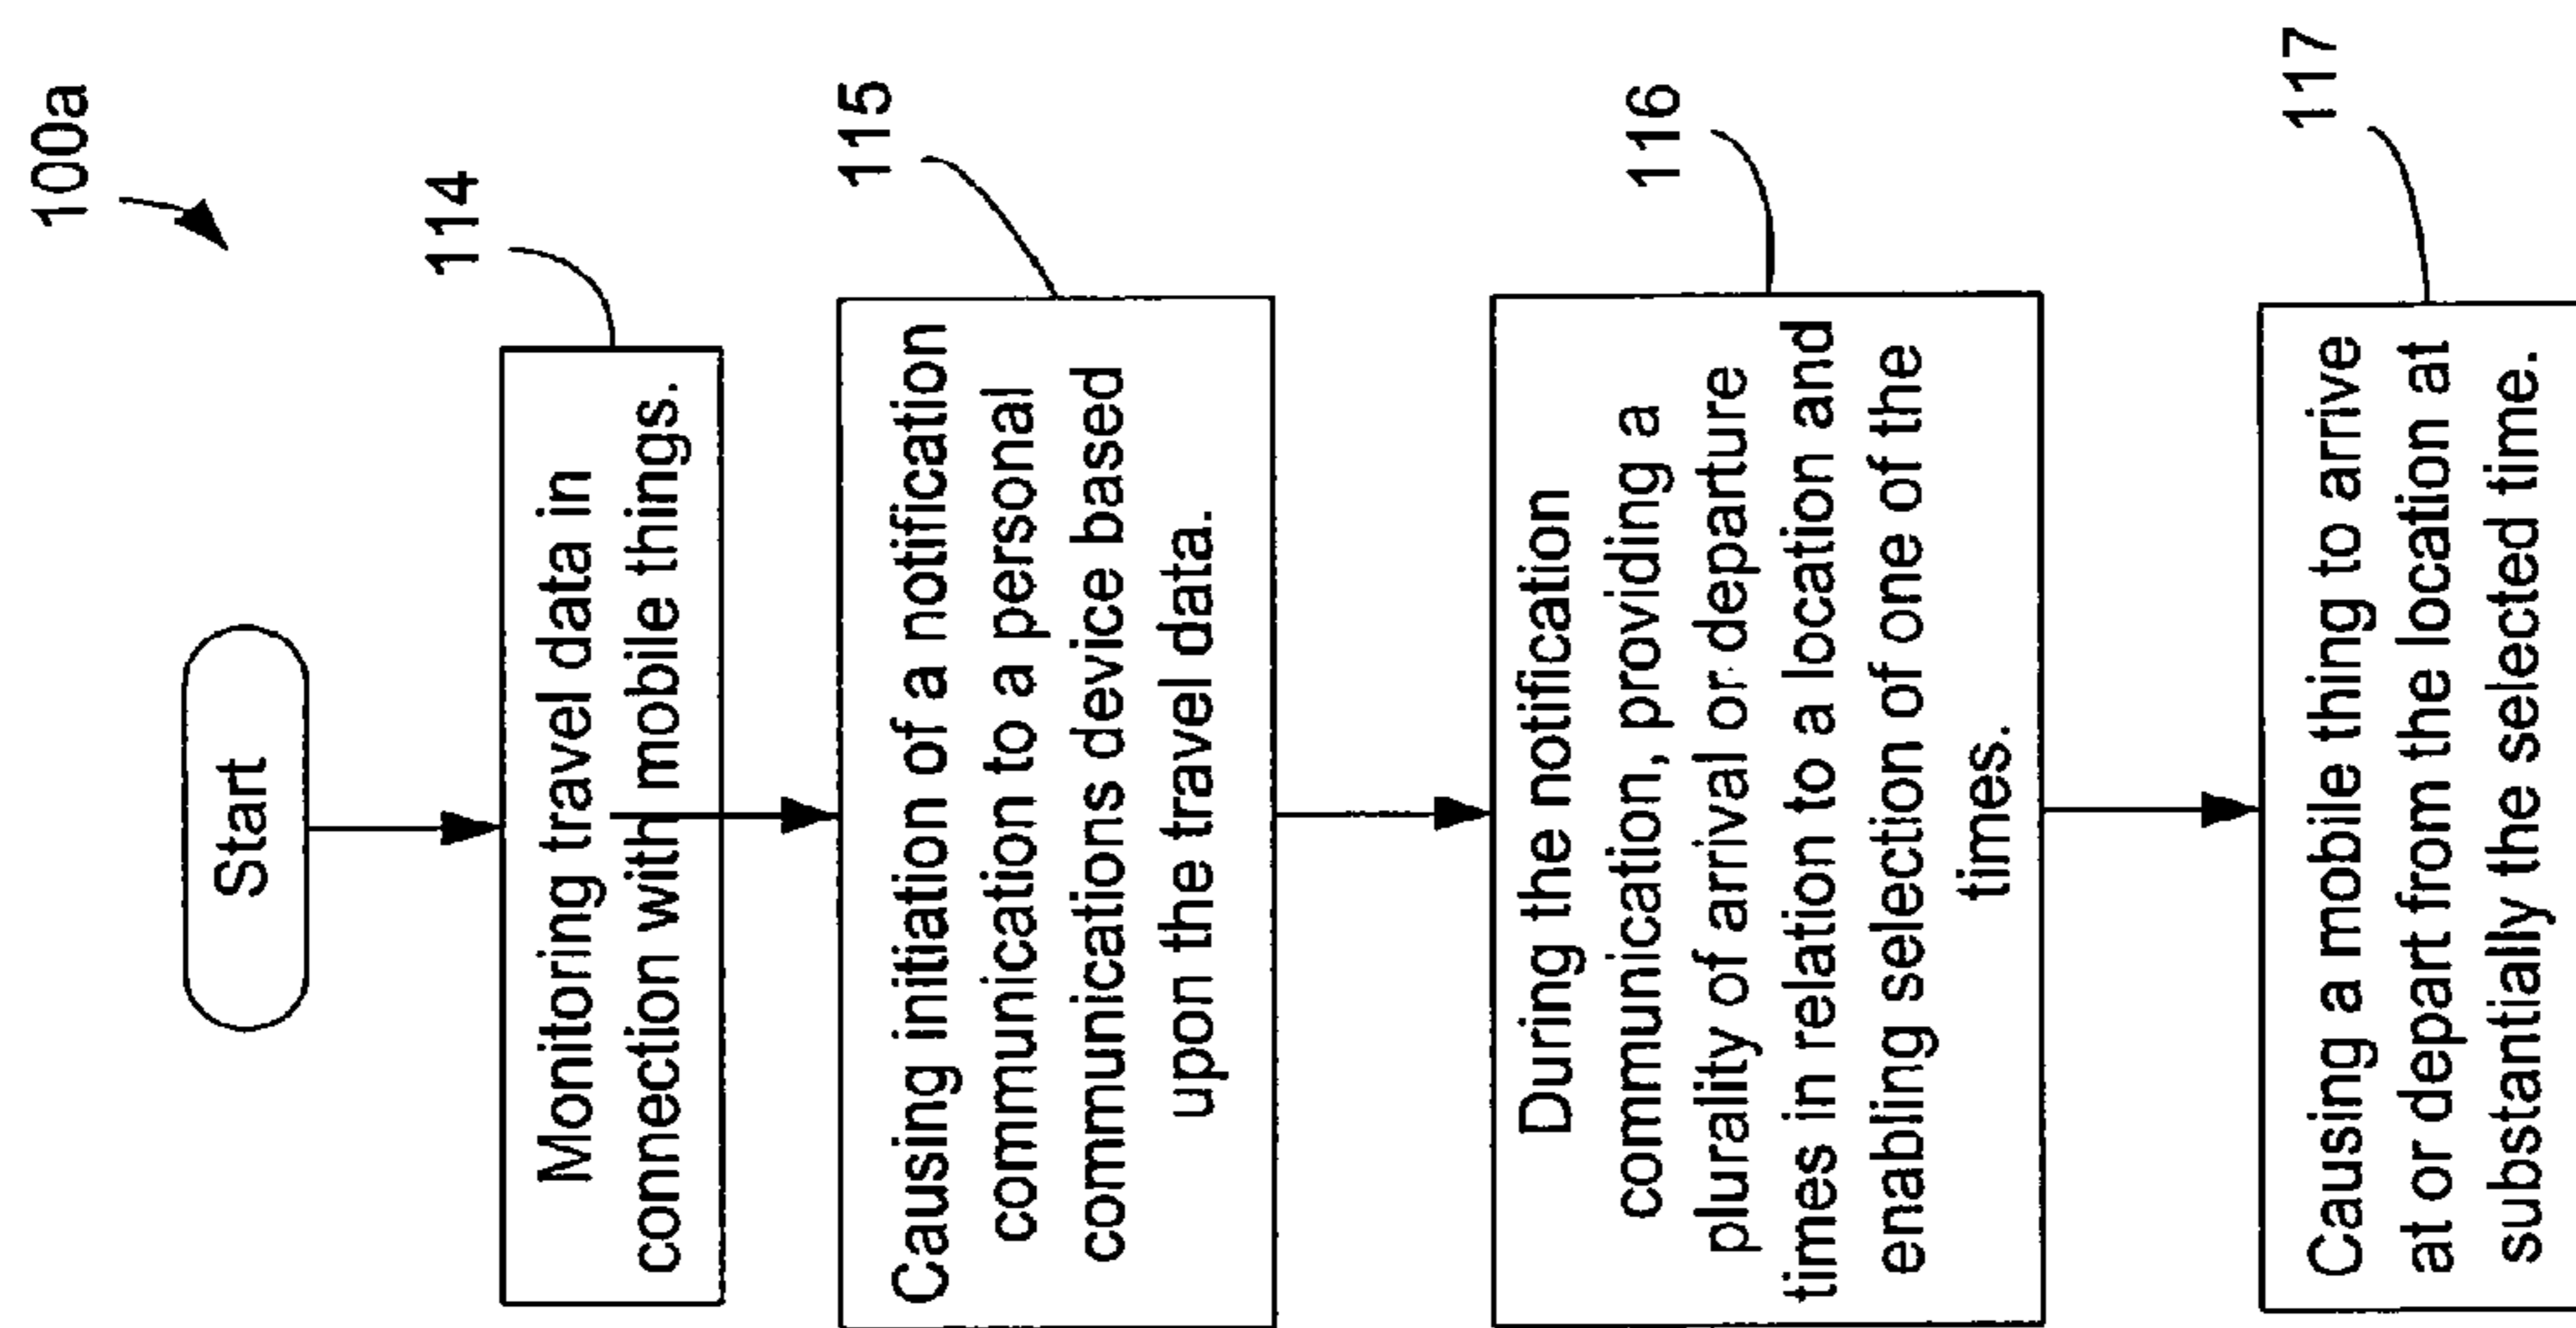 100a
Start
114
Monitoring travel data in
connection with mobile things.
115
Causing initiation of a notification
communication to a personal
communications device based
upon the travel data.
116
During the notification
communication, providing a
plurality of arrival or departure
times in relation to a location and
enabling selection of one of the
times.
117
Causing a mobile thing to arrive
at or depart from the location at
substantially the selected time.